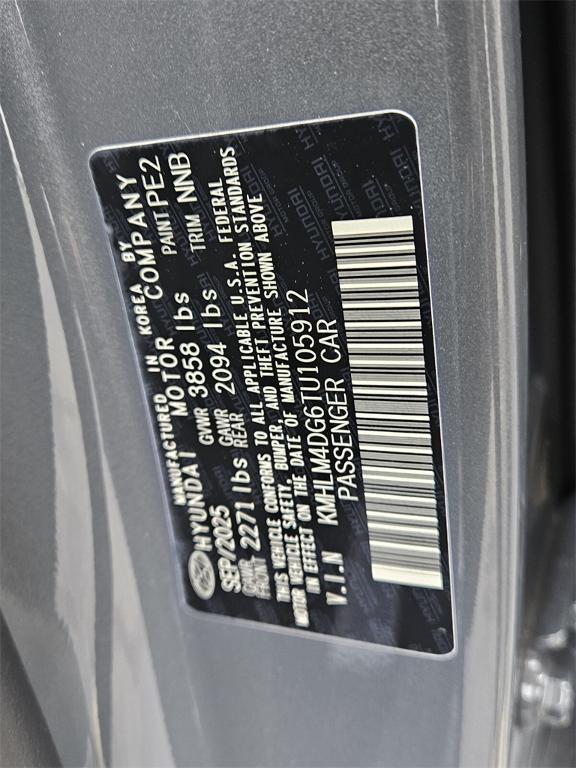 MANUFACTURED IN KOREA BY
HYUNDAI MOTOR COMPANY
SEP/2025 GVWR 3858 lbs PAINT PE2
GAWR FRONT 2271 lbs GAWR REAR 2094 lbs TRIM NNB
THIS VEHICLE CONFORMS TO ALL APPLICABLE U.S.A. FEDERAL
MOTOR VEHICLE SAFETY, BUMPER, AND THEFT PREVENTION STANDARDS
IN EFFECT ON THE DATE OF MANUFACTURE SHOWN ABOVE
V.I.N KMHLM4DG6TU105912
PASSENGER CAR